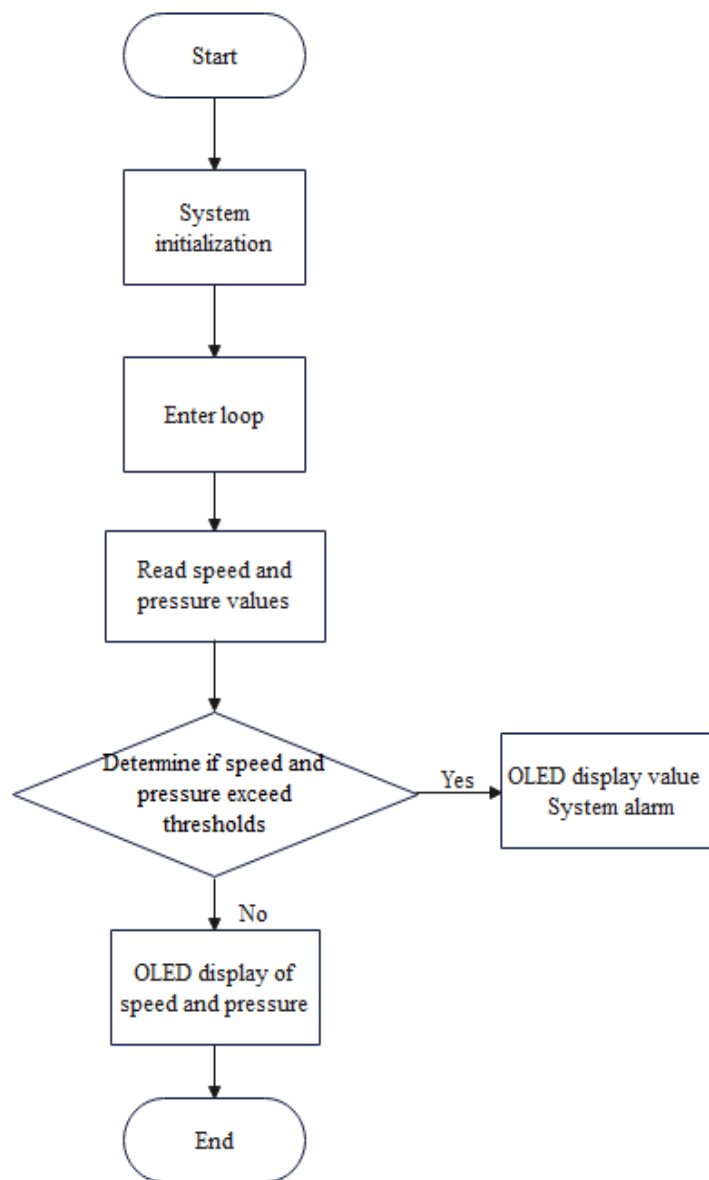 Start
System
initialization
Enter loop
Read speed and
pressure values
Determine if speed and
pressure exceed
thresholds
Yes
OLED display value
System alarm
No
OLED display of
speed and pressure
End